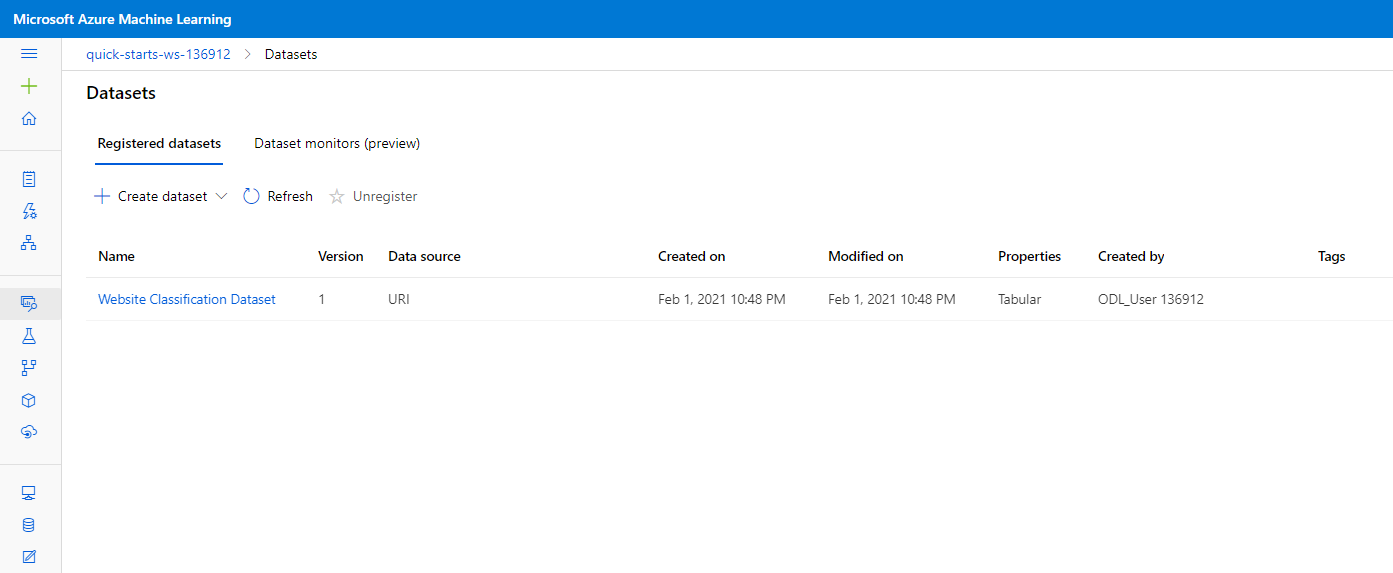 Microsoft Azure Machine Learning
quick-starts-ws-136912 > Datasets
Datasets
Registered datasets Dataset monitors (preview)
Create dataset Refresh Unregister
Name Version Data source Created on Modified on Properties Created by Tags
Website Classification Dataset 1 URI Feb 1, 2021 10:48 PM Feb 1, 2021 10:48 PM Tabular ODL_User 136912